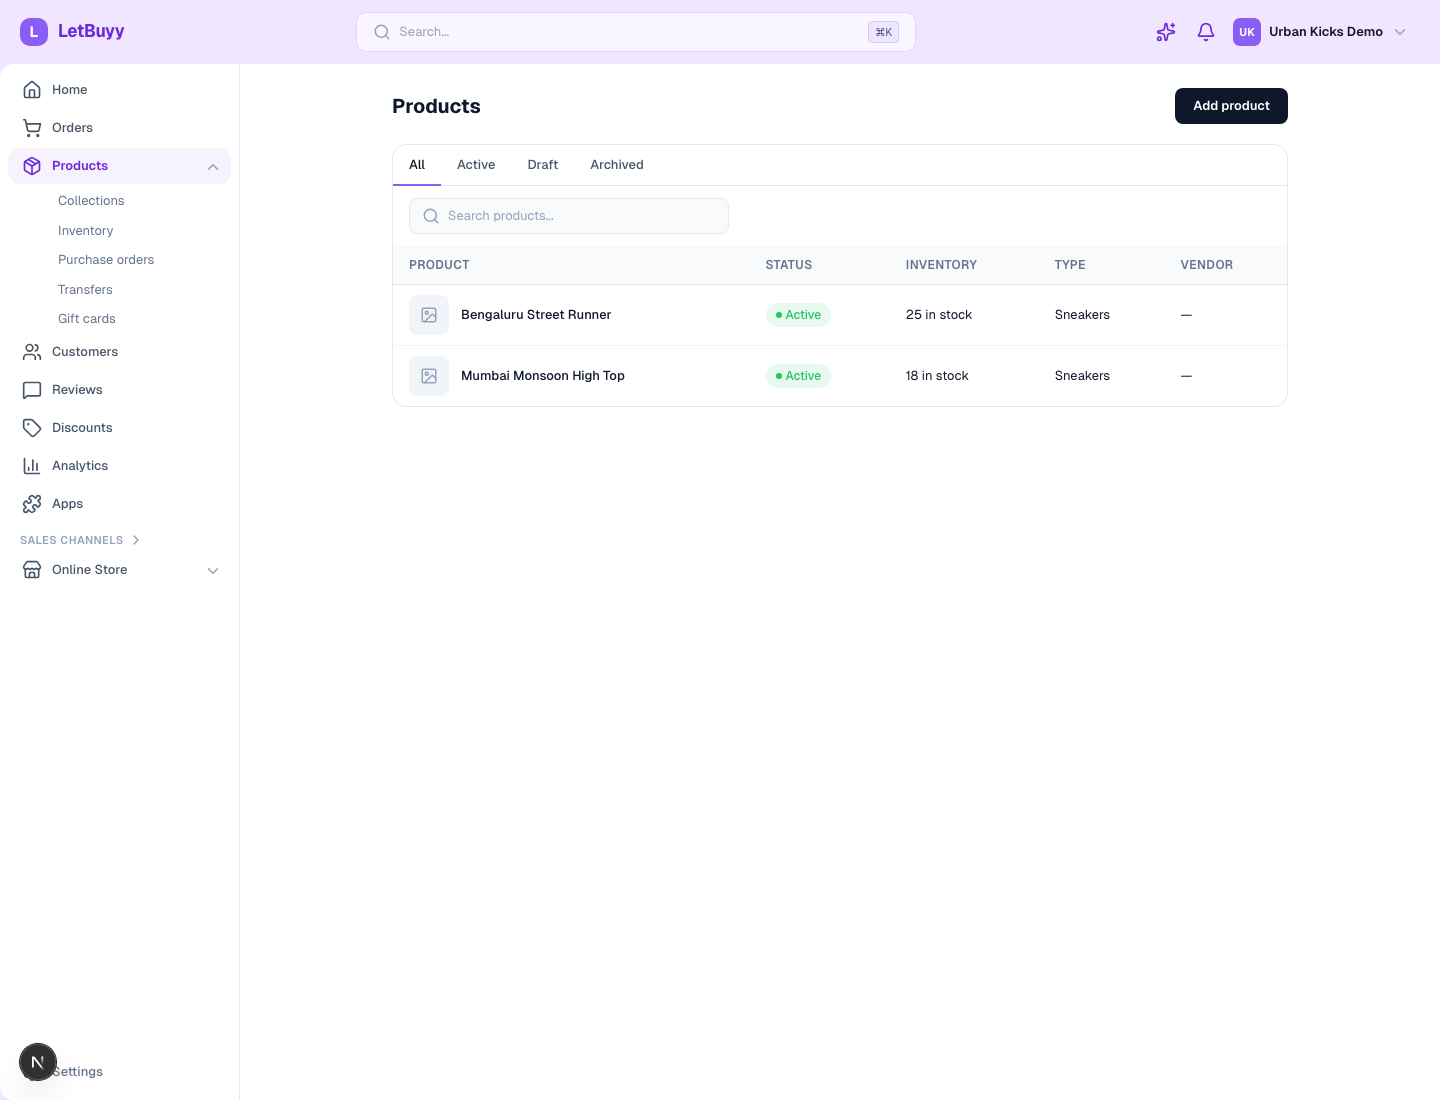 L LetBuyy
Search...
⌘K
UK Urban Kicks Demo
Home
Orders
Products
Collections
Inventory
Purchase orders
Transfers
Gift cards
Customers
Reviews
Discounts
Analytics
Apps
SALES CHANNELS
Online Store
N
Settings
Products
Add product
All Active Draft Archived
Search products...
PRODUCT STATUS INVENTORY TYPE VENDOR
Bengaluru Street Runner Active 25 in stock Sneakers —
Mumbai Monsoon High Top Active 18 in stock Sneakers —